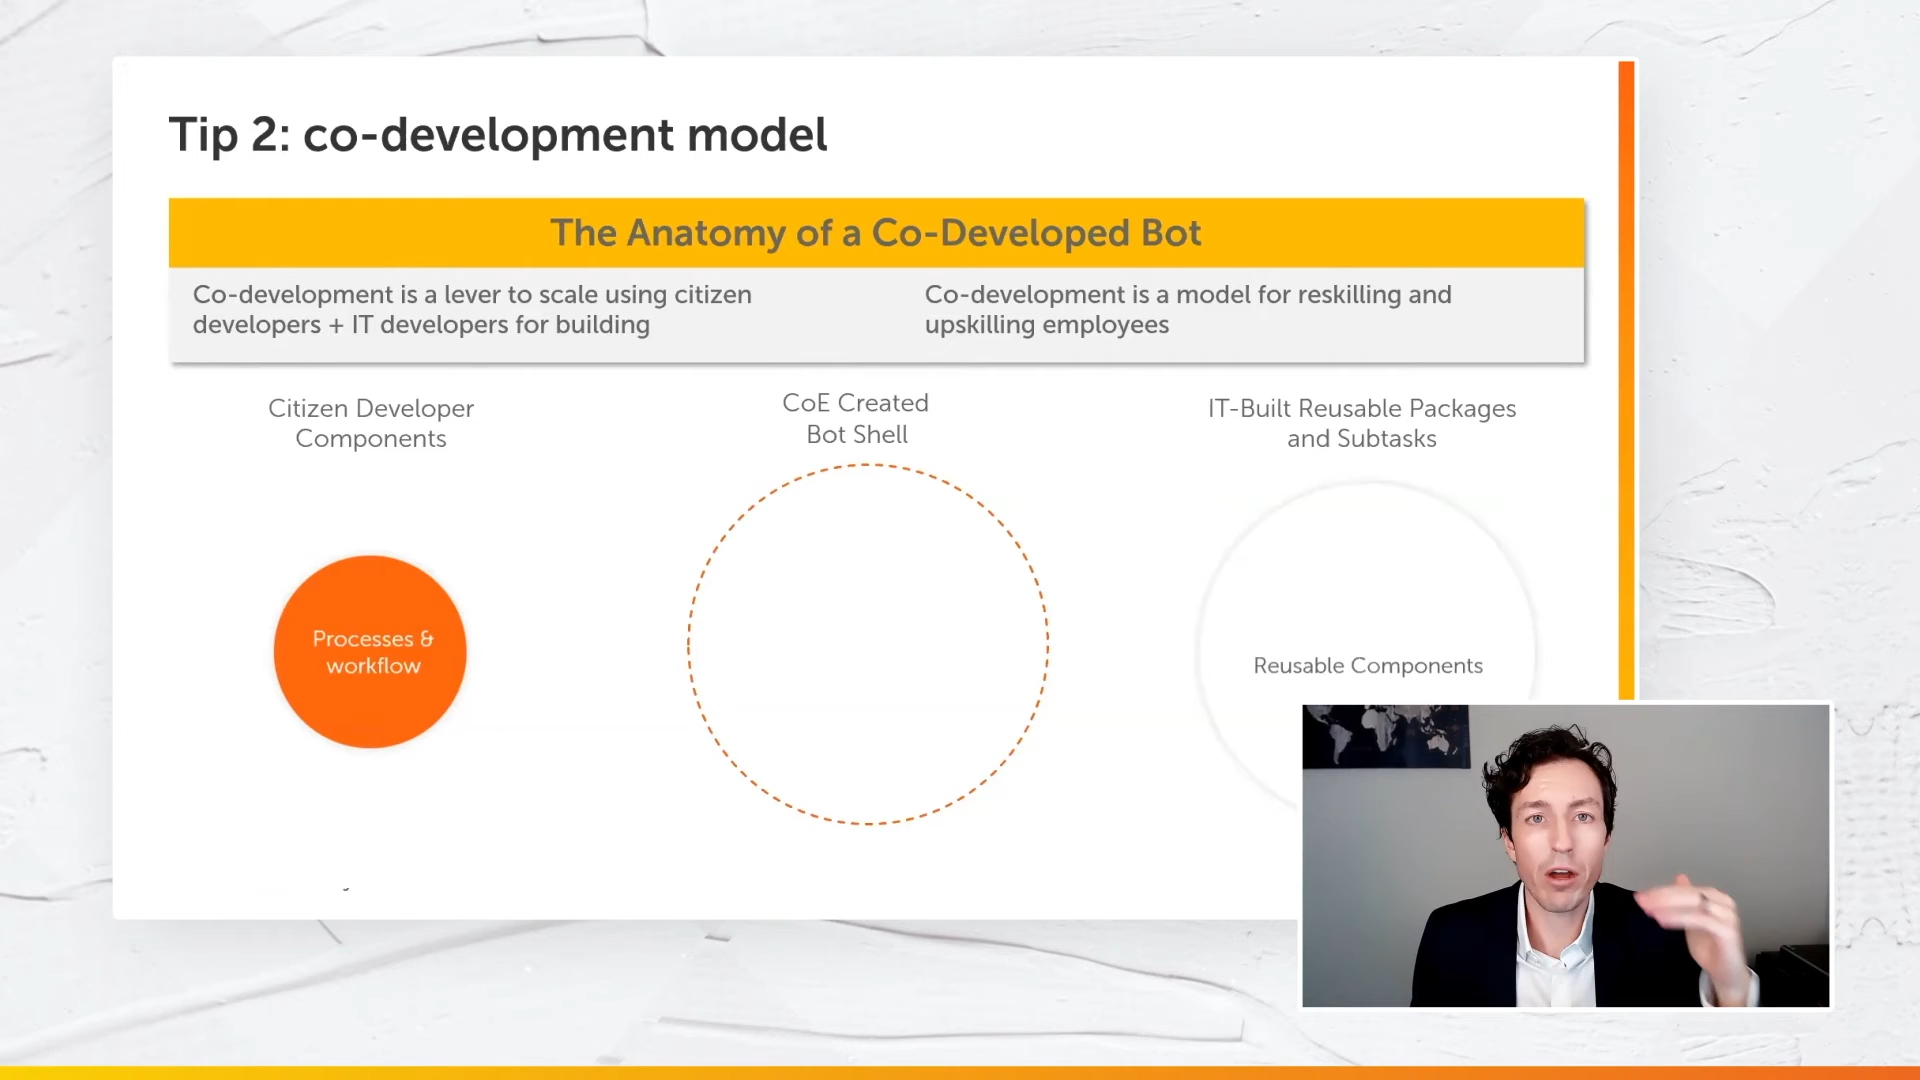 Tip 2: co-development model
The Anatomy of a Co-Developed Bot
Co-development is a lever to scale using citizen
developers + IT developers for building
Co-development is a model for reskilling and
upskilling employees
Citizen Developer
Components
CoE Created
Bot Shell
IT-Built Reusable Packages
and Subtasks
Processes &
workflow
Reusable Components